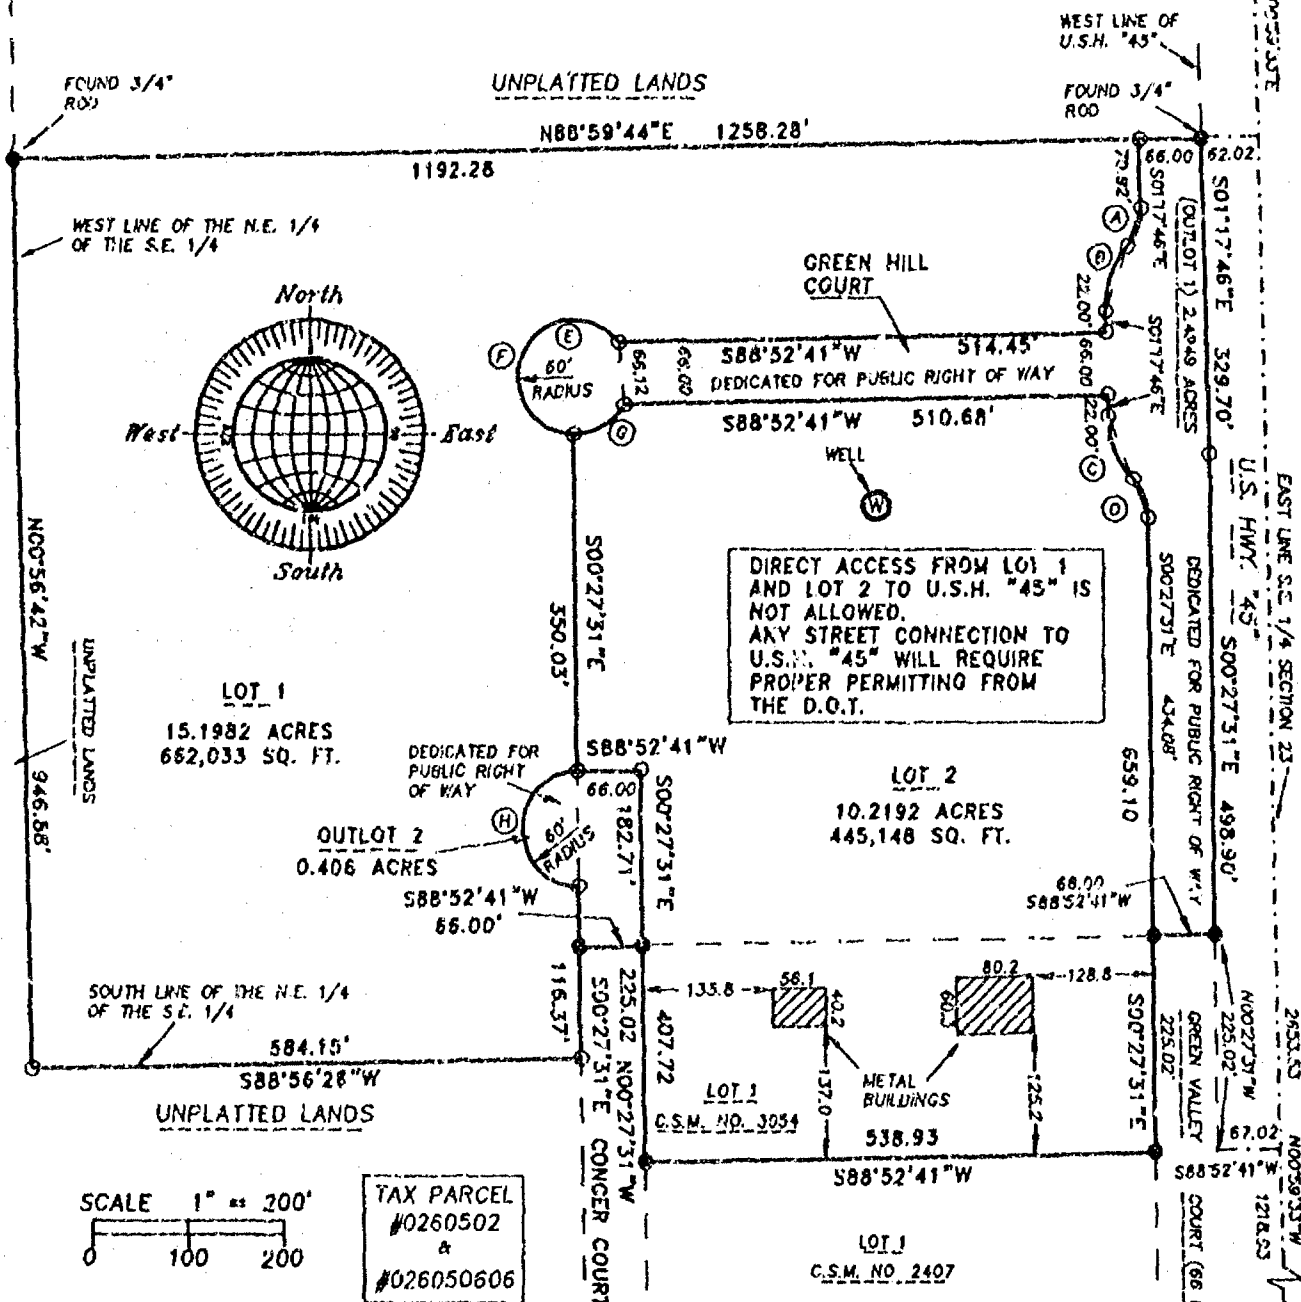 WEST LINE OF
U.S.H. "45"
FOUND 3/4"
ROD
UNPLATTED LANDS
FOUND 3/4"
ROD
N88°59'44"E 1258.28'
1192.28
66.00
62.02
WEST LINE OF THE N.E. 1/4
OF THE S.E. 1/4
S01°17'46"E
A
B
(OUTLOT 1) 2.4949 ACRES
S01°17'46"E 329.70'
GREEN HILL
COURT
North
West
East
South
22.00'
S01°17'46"E
E
F
60'
RADIUS
66.12
66.00
S88°52'41"W 514.45'
66.00
DEDICATED FOR PUBLIC RIGHT OF WAY
S88°52'41"W 510.68'
G
22.00'
C
D
WELL
W
U.S. HWY. "45"
EAST LINE S.E. 1/4 SECTION 23
N00°56'42"W 946.58'
UNPLATTED LANDS
S00°27'31"E
350.03'
DIRECT ACCESS FROM LOT 1
AND LOT 2 TO U.S.H. "45" IS
NOT ALLOWED.
ANY STREET CONNECTION TO
U.S.H. "45" WILL REQUIRE
PROPER PERMITTING FROM
THE D.O.T.
S00°27'31"E 434.08'
DEDICATED FOR PUBLIC RIGHT OF WAY
S00°27'31"E 498.90'
659.10
LOT 1
15.1982 ACRES
662,033 SQ. FT.
DEDICATED FOR
PUBLIC RIGHT
OF WAY
S88°52'41"W
66.00
H
60'
RADIUS
182.71'
S00°27'31"E
LOT 2
10.2192 ACRES
445,148 SQ. FT.
OUTLOT 2
0.406 ACRES
S88°52'41"W
66.00'
66.00
S88°52'41"W
SOUTH LINE OF THE N.E. 1/4
OF THE S.E. 1/4
584.15'
S88°56'28"W
UNPLATTED LANDS
116.37'
S00°27'31"E
CONGER COURT
225.02
N00°27'31"W
407.72
135.8
56.1
40.2
137.0
80.2
128.8
125.2
METAL
BUILDINGS
S00°27'31"E
225.02'
GREEN VALLEY
COURT (66
N00°27'31"W
225.02'
2653.53
67.02
S88°52'41"W
N00°59'33"W
LOT 1
C.S.M. NO. 3054
538.93
S88°52'41"W
SCALE 1" = 200'
0 100 200
TAX PARCEL
#0260502
&
#026050606
LOT 1
C.S.M. NO 2407